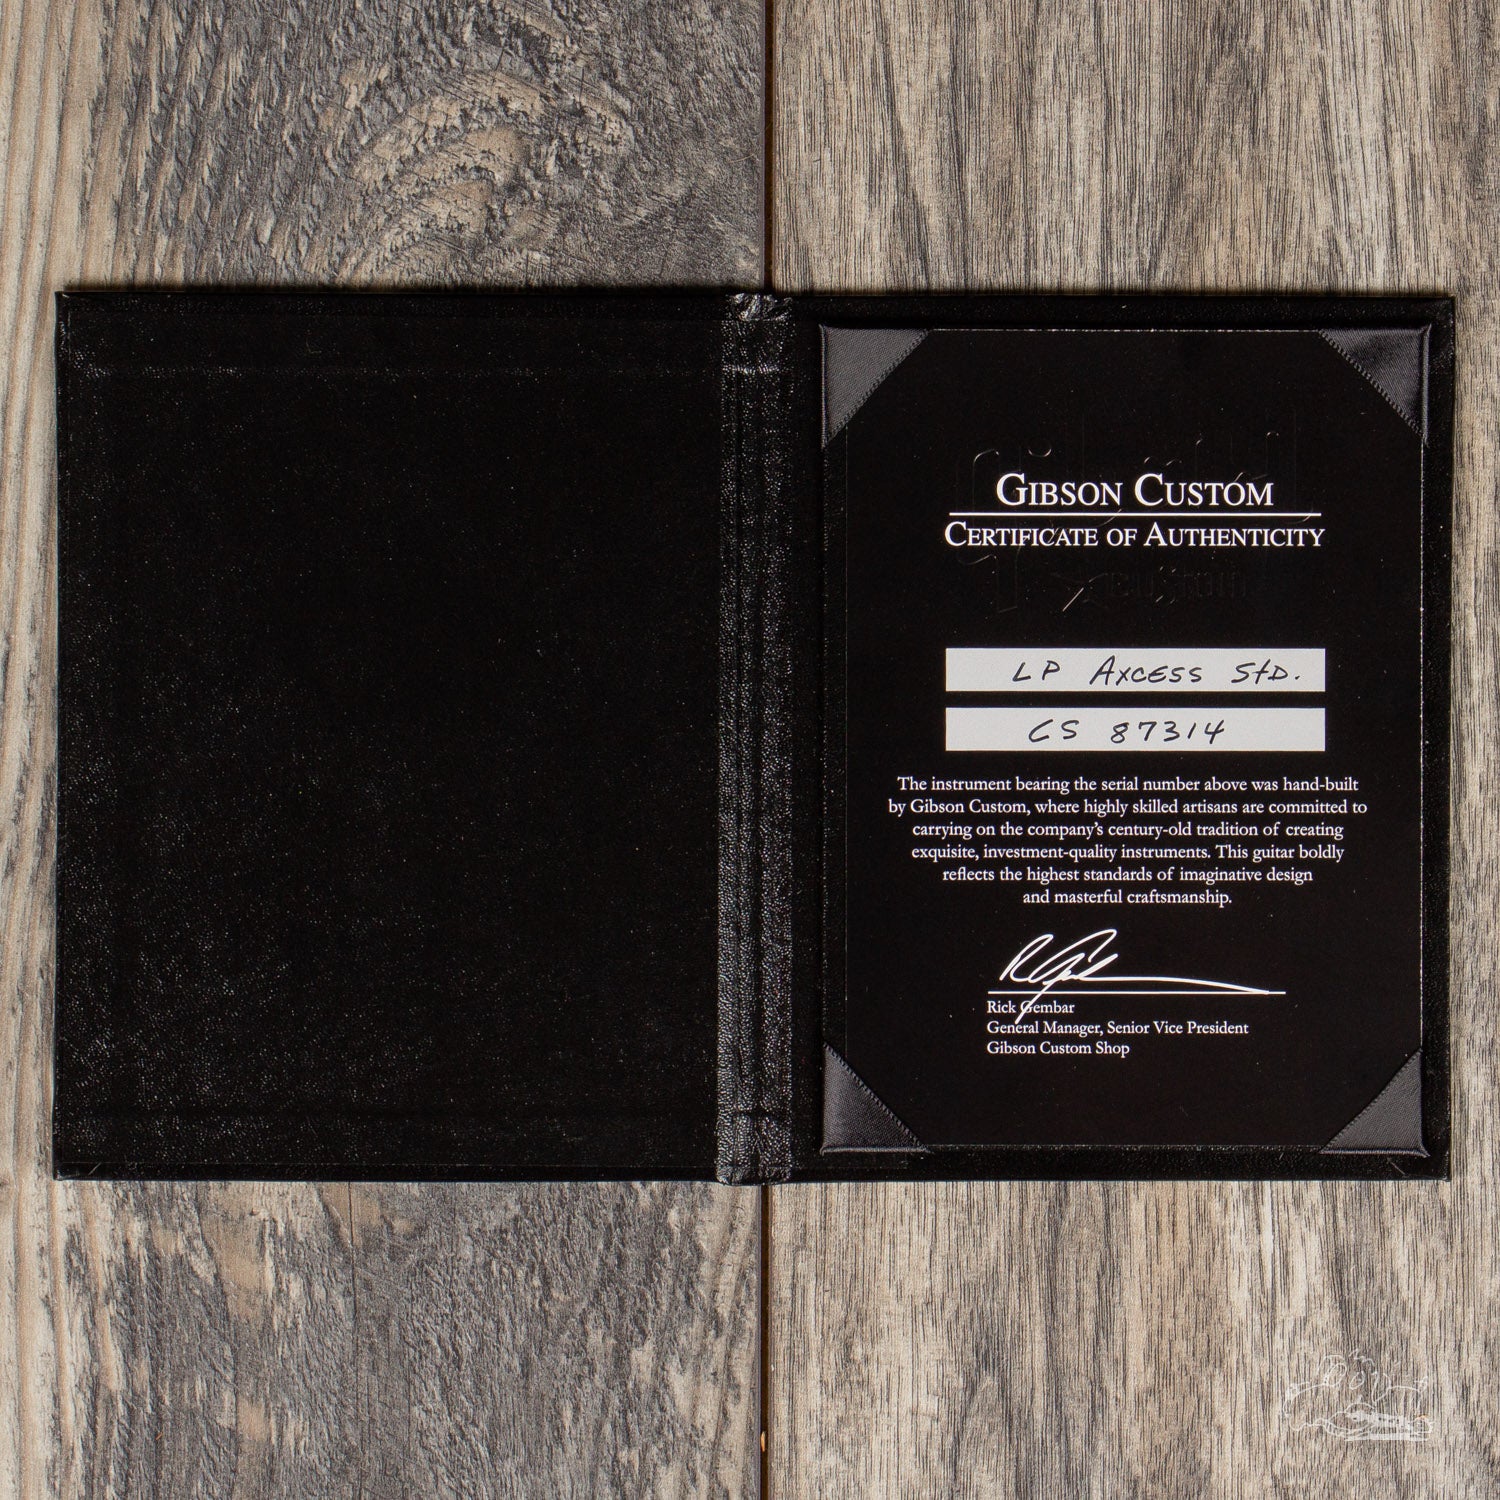 GIBSON CUSTOM
CERTIFICATE OF AUTHENTICITY
custom
LP AXCESS STD.
CS 87314
The instrument bearing the serial number above was hand-built
by Gibson Custom, where highly skilled artisans are committed to
carrying on the company's century-old tradition of creating
exquisite, investment-quality instruments. This guitar boldly
reflects the highest standards of imaginative design
and masterful craftsmanship.
Rick Gembar
General Manager, Senior Vice President
Gibson Custom Shop